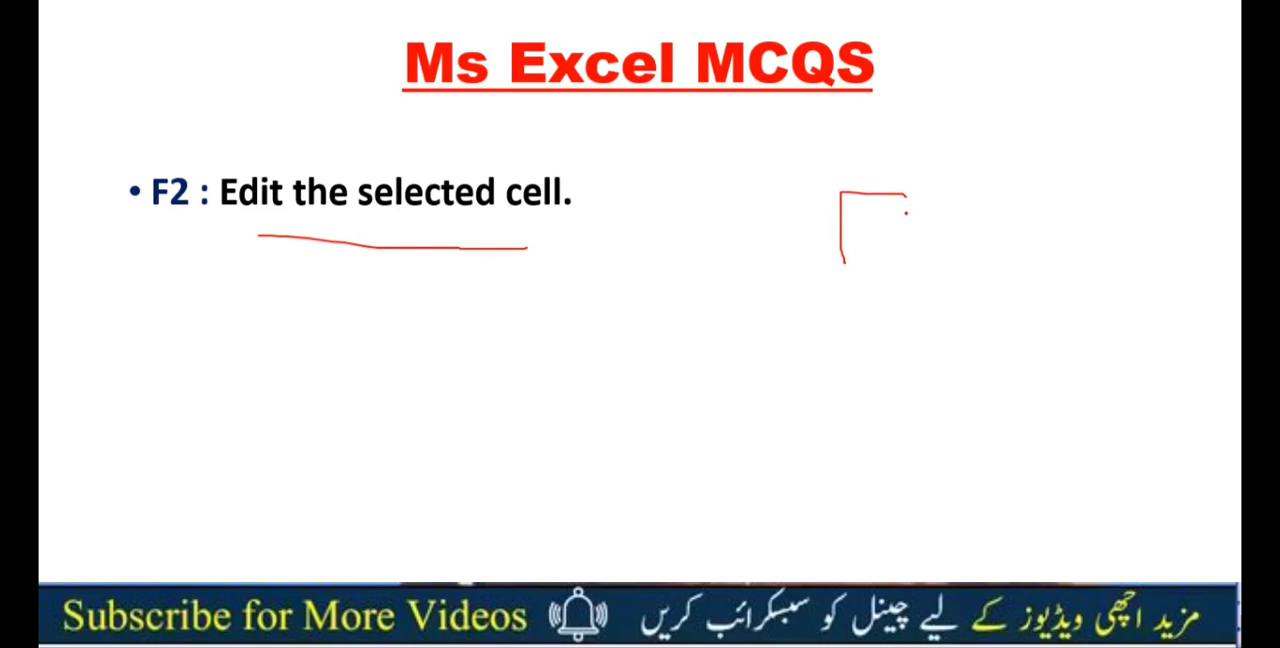 Ms Excel MCQS
• F2 : Edit the selected cell.
Subscribe for More Videos مزید اچھی ویڈیوز کے لیے چینل کو سبسکرائب کریں